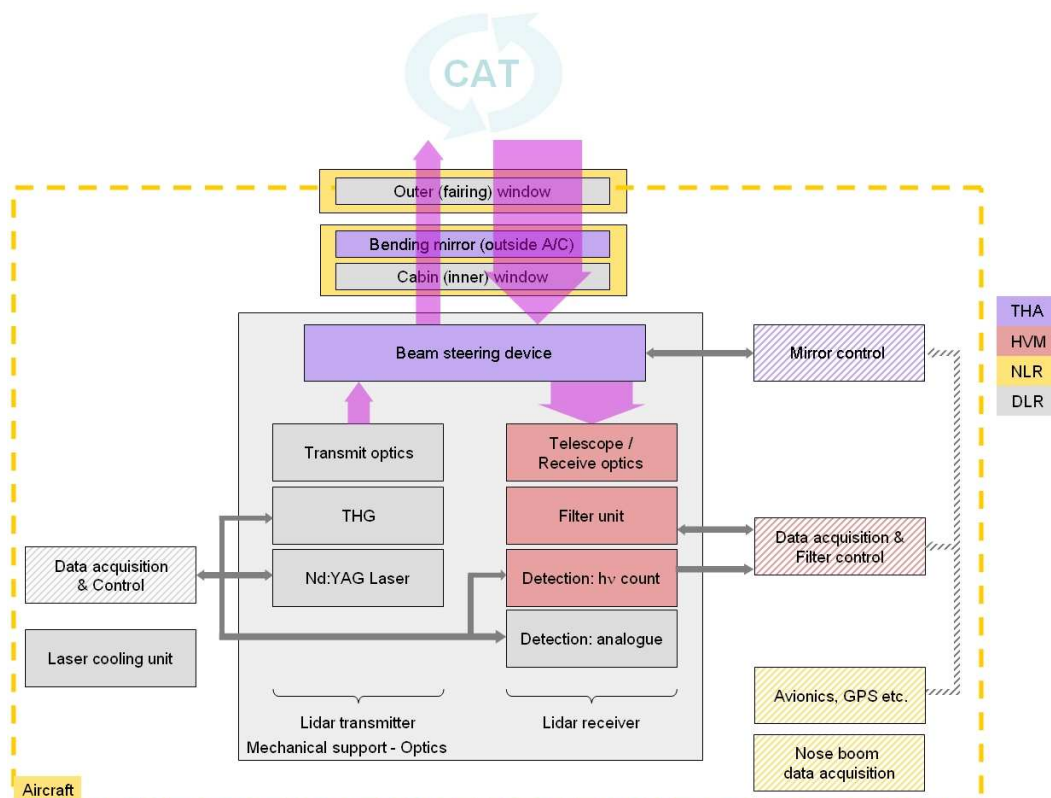 CAT
Outer (fairing) window
Bending mirror (outside A/C)
Cabin (inner) window
Beam steering device
Mirror control
THA
HVM
NLR
DLR
Transmit optics
Telescope /
Receive optics
THG
Filter unit
Data acquisition &
Filter control
Data acquisition
& Control
Nd:YAG Laser
Detection: hν count
Laser cooling unit
Detection: analogue
Avionics, GPS etc.
Lidar transmitter
Lidar receiver
Mechanical support - Optics
Nose boom
data acquisition
Aircraft